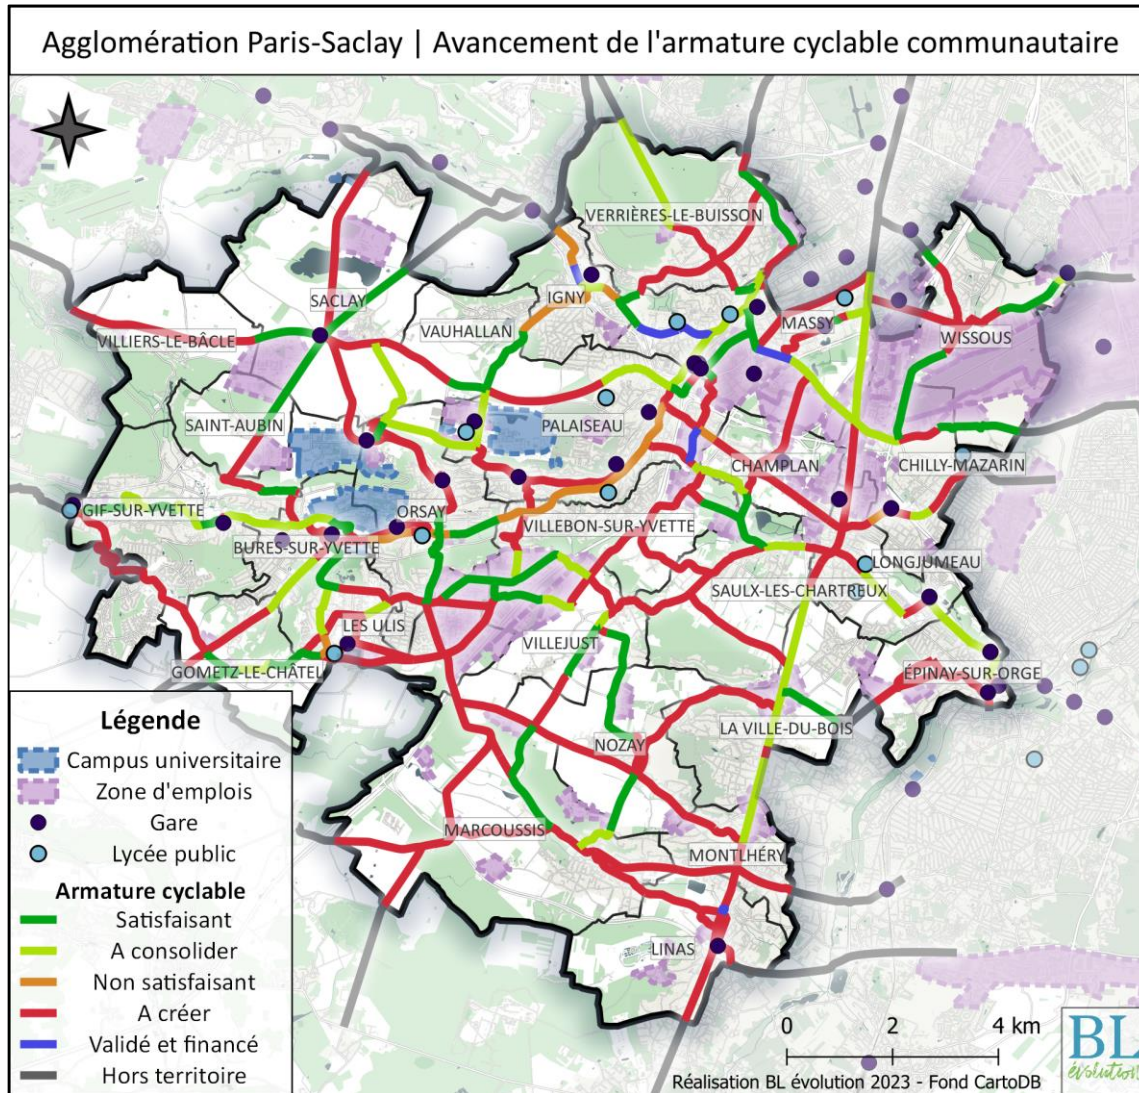 Agglomération Paris-Saclay | Avancement de l'armature cyclable communautaire
VERRIÈRES-LE-BUISSON
IGNY
SACLAY
VAUHALLAN
MASSY
VILLIERS-LE-BÂCLE
WISSOUS
SAINT-AUBIN
PALAISEAU
CHAMPLAN
CHILLY-MAZARIN
GIF-SUR-YVETTE
ORSAY
VILLEBON-SUR-YVETTE
BURES-SUR-YVETTE
LONGJUMEAU
SAULX-LES-CHARTREUX
LES ULIS
VILLEJUST
GOMETZ-LE-CHÂTEL
ÉPINAY-SUR-ORGE
LA VILLE-DU-BOIS
NOZAY
MARCOUSSIS
MONTLHÉRY
LINAS
Légende
Campus universitaire
Zone d'emplois
Gare
Lycée public
Armature cyclable
Satisfaisant
A consolider
Non satisfaisant
A créer
Validé et financé
Hors territoire
0 2 4 km
Réalisation BL évolution 2023 - Fond CartoDB
BL
évolution